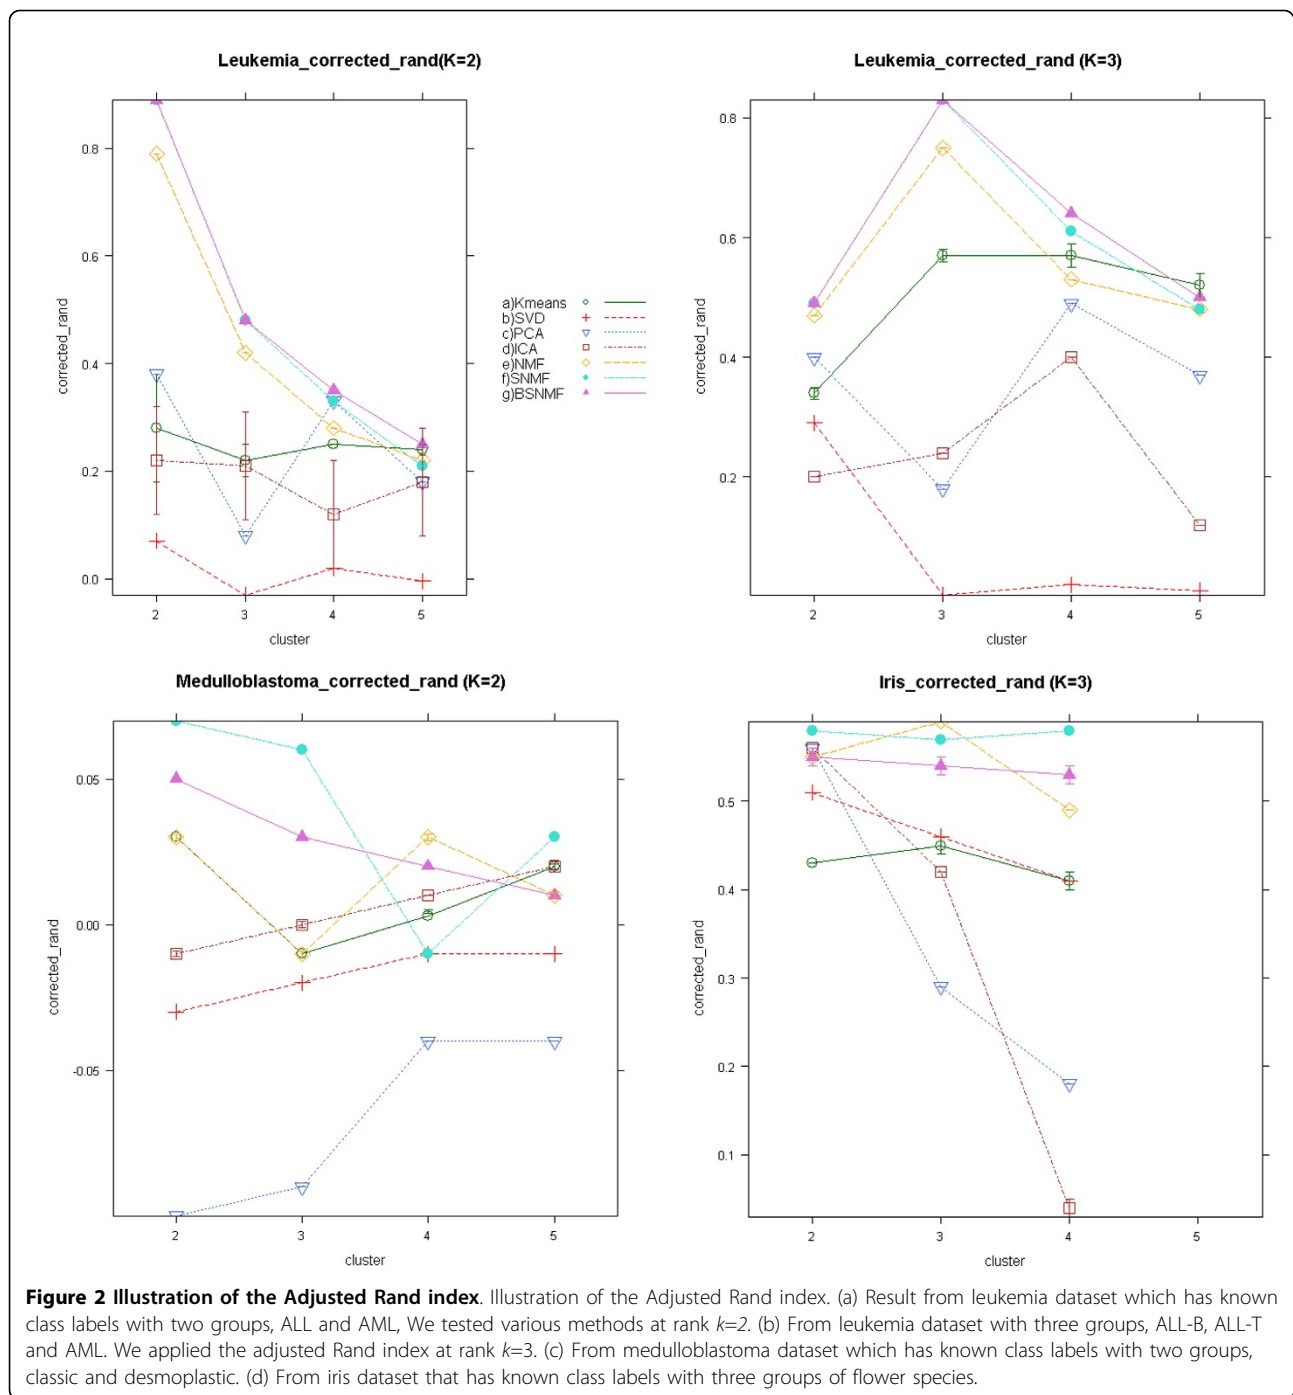 Leukemia_corrected_rand(K=2)
0.8
0.6
0.4
0.2
0.0
corrected_rand
2 3 4 5
cluster
a)Kmeans
b)SVD
c)PCA
d)ICA
e)NMF
f)SNMF
g)BSNMF
Leukemia_corrected_rand (K=3)
0.8
0.6
0.4
0.2
corrected_rand
2 3 4 5
cluster
Medulloblastoma_corrected_rand (K=2)
0.05
0.00
-0.05
corrected_rand
2 3 4 5
cluster
Iris_corrected_rand (K=3)
0.5
0.4
0.3
0.2
0.1
corrected_rand
2 3 4 5
cluster
Figure 2 Illustration of the Adjusted Rand index. Illustration of the Adjusted Rand index. (a) Result from leukemia dataset which has known
class labels with two groups, ALL and AML, We tested various methods at rank k=2. (b) From leukemia dataset with three groups, ALL-B, ALL-T
and AML. We applied the adjusted Rand index at rank k=3. (c) From medulloblastoma dataset which has known class labels with two groups,
classic and desmoplastic. (d) From iris dataset that has known class labels with three groups of flower species.